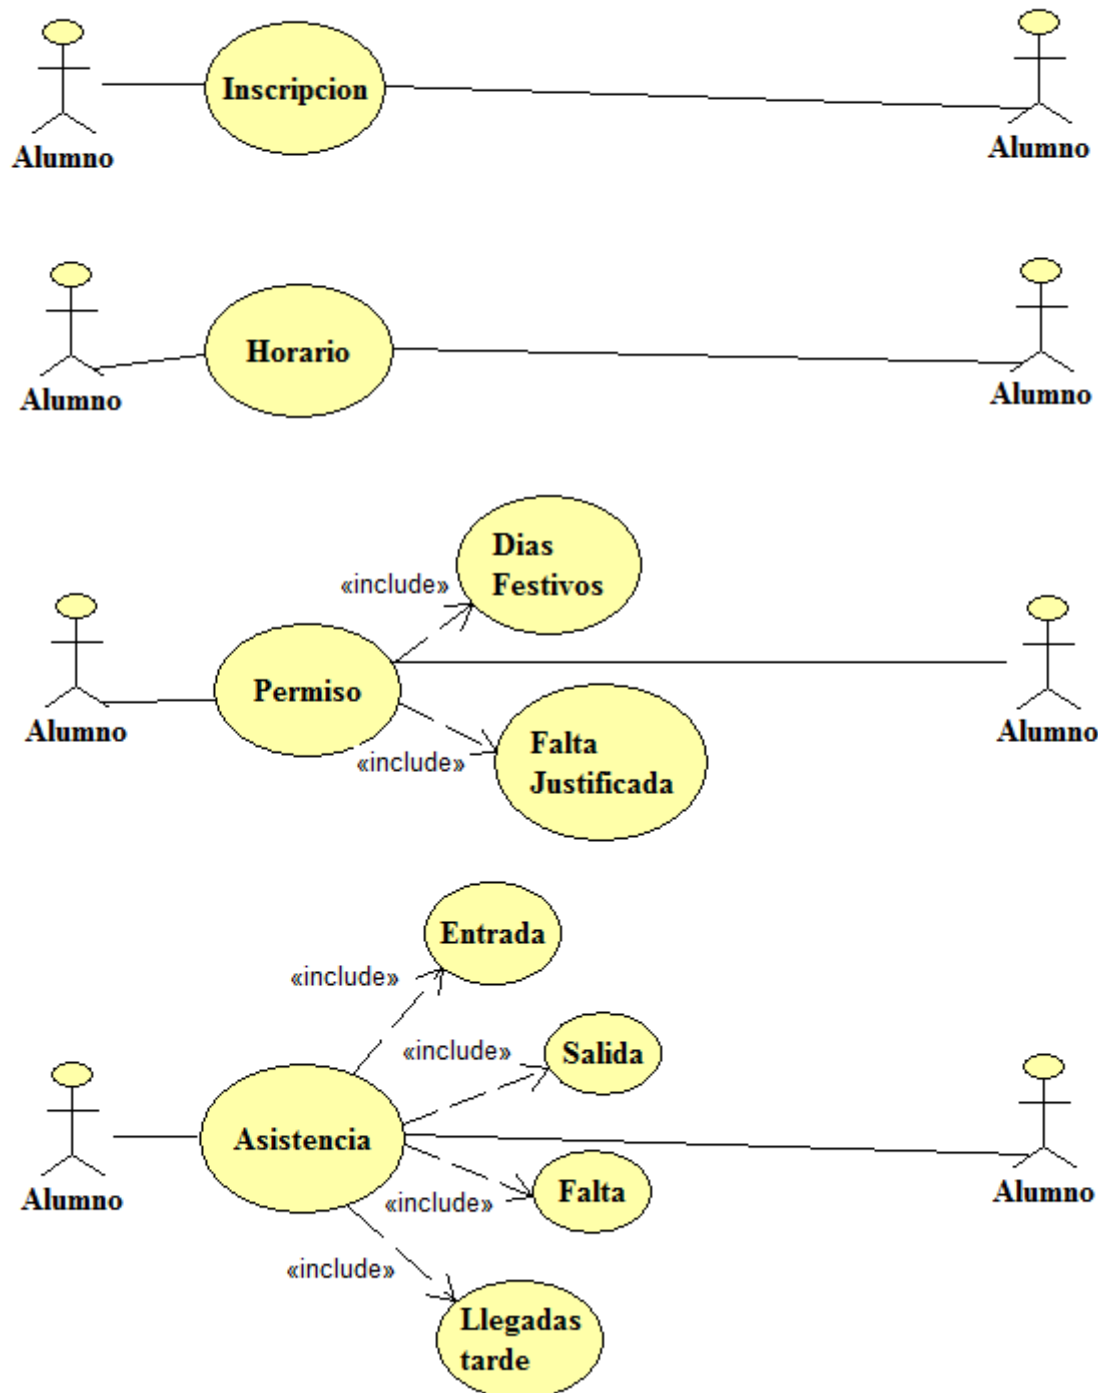 Inscripcion
Alumno
Alumno
Horario
Alumno
Alumno
Dias
Festivos
«include»
Permiso
Alumno
Alumno
«include»
Falta
Justificada
Entrada
«include»
Salida
«include»
Asistencia
Alumno
Alumno
Falta
«include»
«include»
Llegadas
tarde